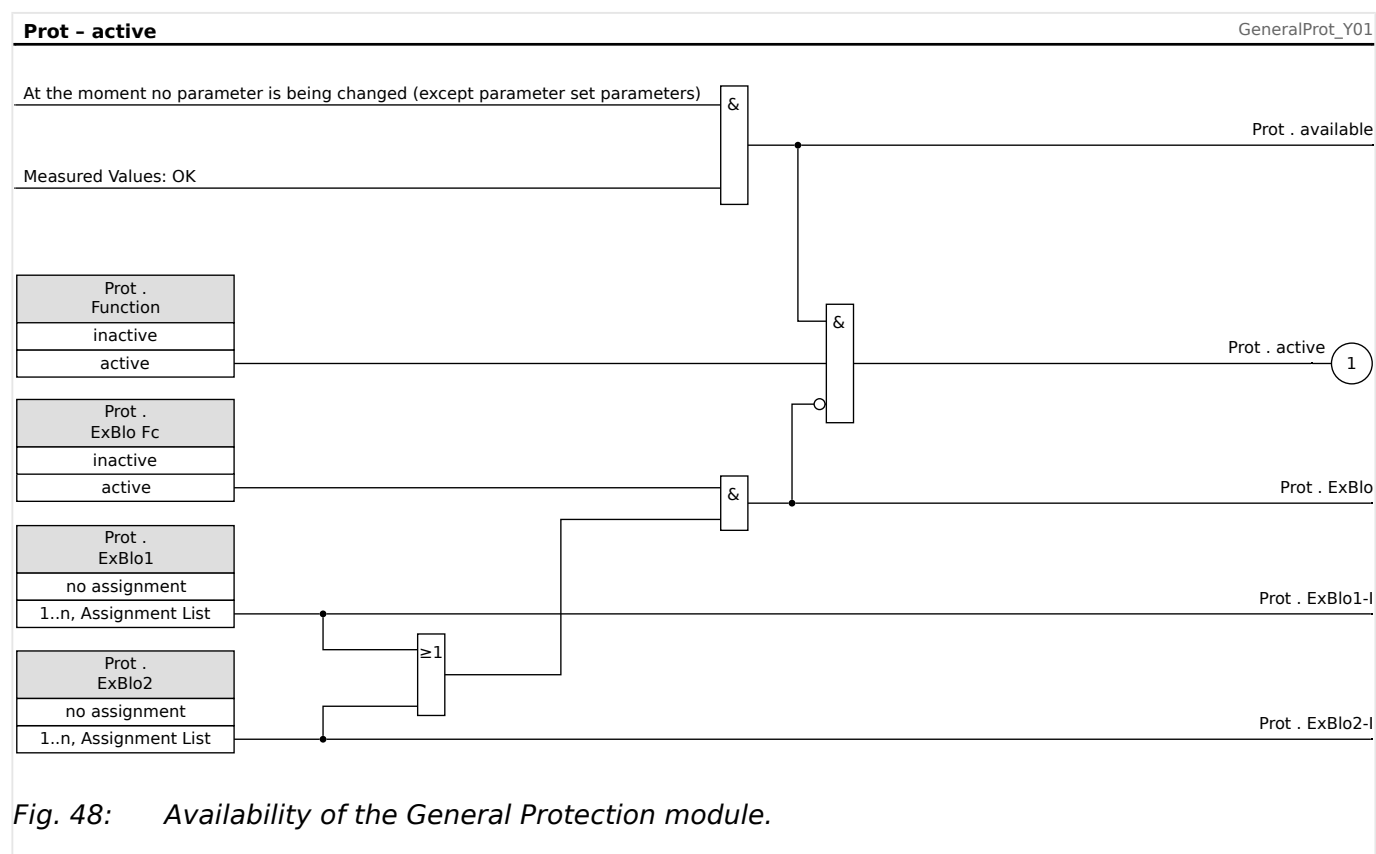 Prot – active
GeneralProt_Y01
At the moment no parameter is being changed (except parameter set parameters)
&
Prot . available
Measured Values: OK
Prot .
Function
inactive
active
&
Prot . active
1
Prot .
ExBlo Fc
inactive
active
&
Prot . ExBlo
Prot .
ExBlo1
no assignment
1..n, Assignment List
Prot . ExBlo1-I
≥1
Prot .
ExBlo2
no assignment
1..n, Assignment List
Prot . ExBlo2-I
Fig. 48: Availability of the General Protection module.